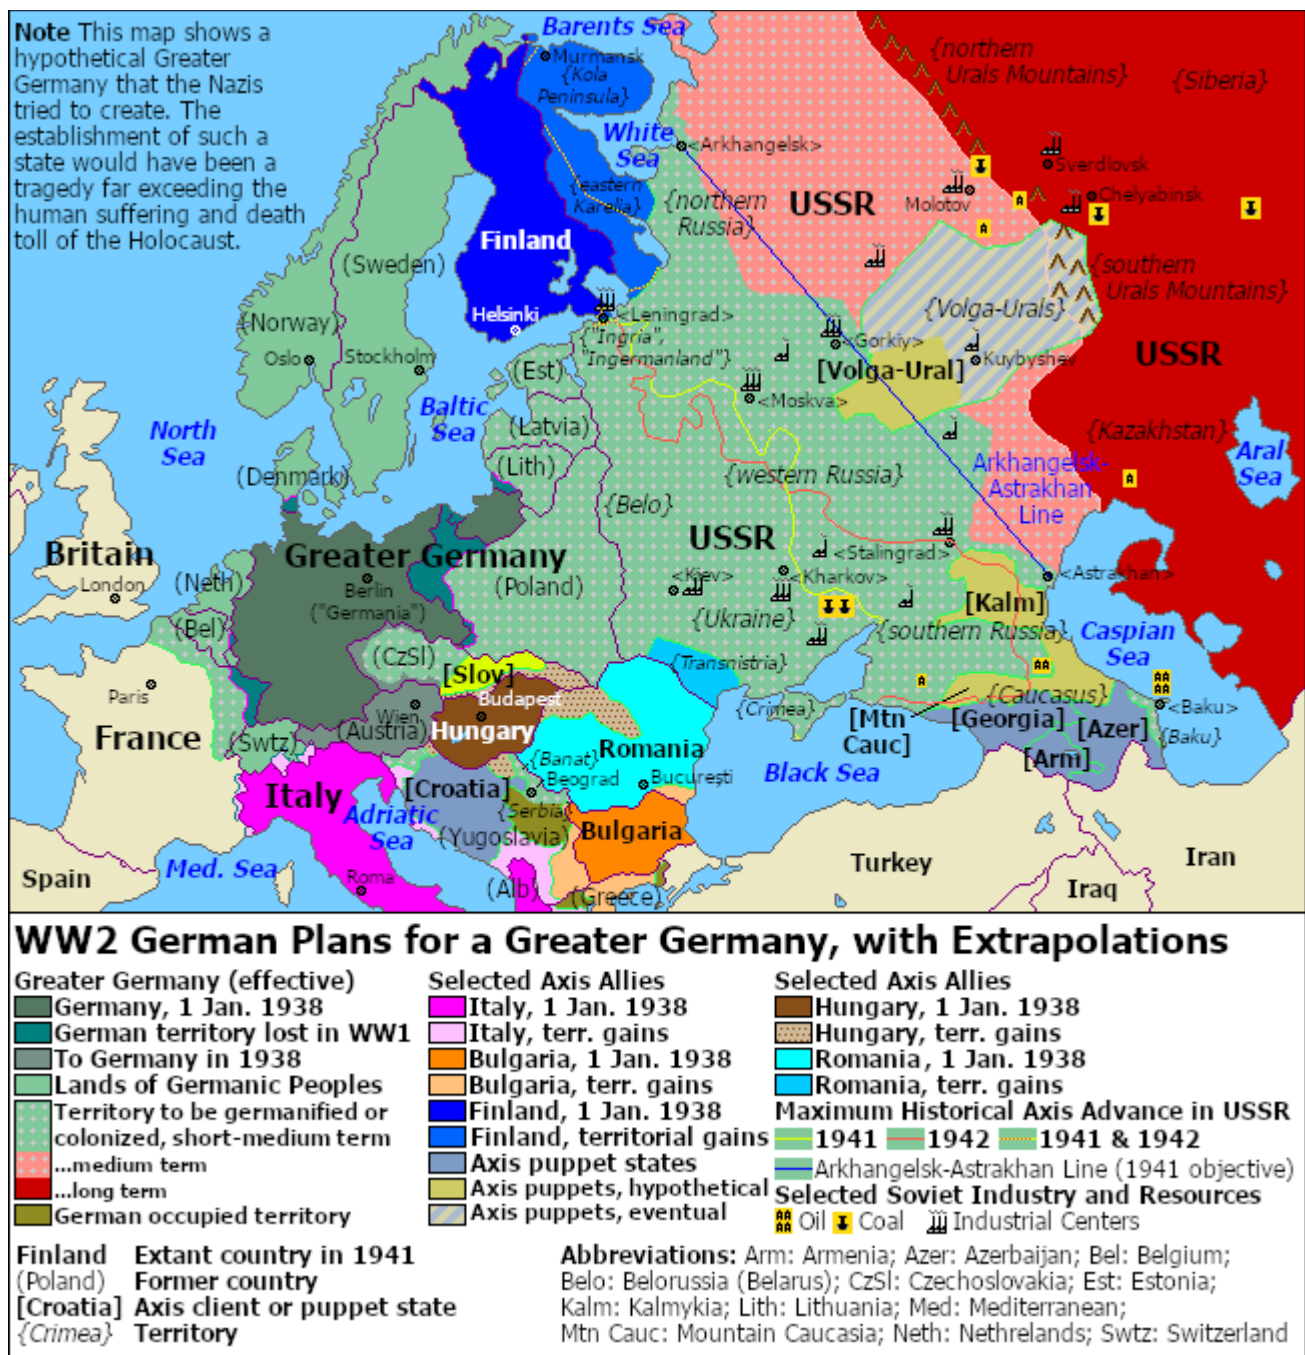 Note This map shows a
hypothetical Greater
Germany that the Nazis
tried to create. The
establishment of such a
state would have been a
tragedy far exceeding the
human suffering and death
toll of the Holocaust.
Barents Sea
Murmansk
{Kola
Peninsula}
White
Sea
<Arkhangelsk>
{northern
Urals Mountains}
{Siberia}
Sverdlovsk
Chelyabinsk
Molotov
USSR
{eastern
Karelia}
{northern
Russia}
Finland
(Sweden)
{southern
Urals Mountains}
{Volga-Urals}
Helsinki
<Leningrad>
(Norway)
{"Ingria",
"Ingermanland"}
<Gorkiy>
Kuybyshev
USSR
Oslo
Stockholm
(Est)
[Volga-Ural]
<Moskva>
Baltic
Sea
North
Sea
(Latvia)
{Kazakhstan}
Aral
Sea
(Denmark)
(Lith)
{western Russia}
Arkhangelsk-
Astrakhan
Line
{Belo}
Britain
London
Greater Germany
USSR
<Stalingrad>
(Neth)
Berlin
("Germania")
(Poland)
<Kiev>
<Kharkov>
<Astrakhan>
[Kalm]
(Bel)
{Ukraine}
{southern Russia}
Caspian
Sea
(CzSl)
[Slov]
{Transnistria}
Paris
Budapest
{Crimea}
{Caucasus}
<Baku>
France
Wien
(Austria)
Hungary
[Mtn
Cauc]
[Georgia]
[Azer]
{Baku}
(Swtz)
Romania
[Arm]
{Banat}
Beograd
Bucureşti
Black Sea
Italy
[Croatia]
Adriatic
Sea
{Serbia}
(Yugoslavia)
Bulgaria
Med. Sea
Spain
Roma
(Alb)
(Greece)
Turkey
Iraq
Iran
WW2 German Plans for a Greater Germany, with Extrapolations
Greater Germany (effective)
Germany, 1 Jan. 1938
German territory lost in WW1
To Germany in 1938
Lands of Germanic Peoples
Territory to be germanified or
colonized, short-medium term
...medium term
...long term
German occupied territory
Selected Axis Allies
Italy, 1 Jan. 1938
Italy, terr. gains
Bulgaria, 1 Jan. 1938
Bulgaria, terr. gains
Finland, 1 Jan. 1938
Finland, territorial gains
Axis puppet states
Axis puppets, hypothetical
Axis puppets, eventual
Selected Axis Allies
Hungary, 1 Jan. 1938
Hungary, terr. gains
Romania, 1 Jan. 1938
Romania, terr. gains
Maximum Historical Axis Advance in USSR
1941 1942 1941 & 1942
Arkhangelsk-Astrakhan Line (1941 objective)
Selected Soviet Industry and Resources
Oil Coal Industrial Centers
Finland Extant country in 1941
(Poland) Former country
[Croatia] Axis client or puppet state
{Crimea} Territory
Abbreviations: Arm: Armenia; Azer: Azerbaijan; Bel: Belgium;
Belo: Belorussia (Belarus); CzSl: Czechoslovakia; Est: Estonia;
Kalm: Kalmykia; Lith: Lithuania; Med: Mediterranean;
Mtn Cauc: Mountain Caucasia; Neth: Nethrelands; Swtz: Switzerland